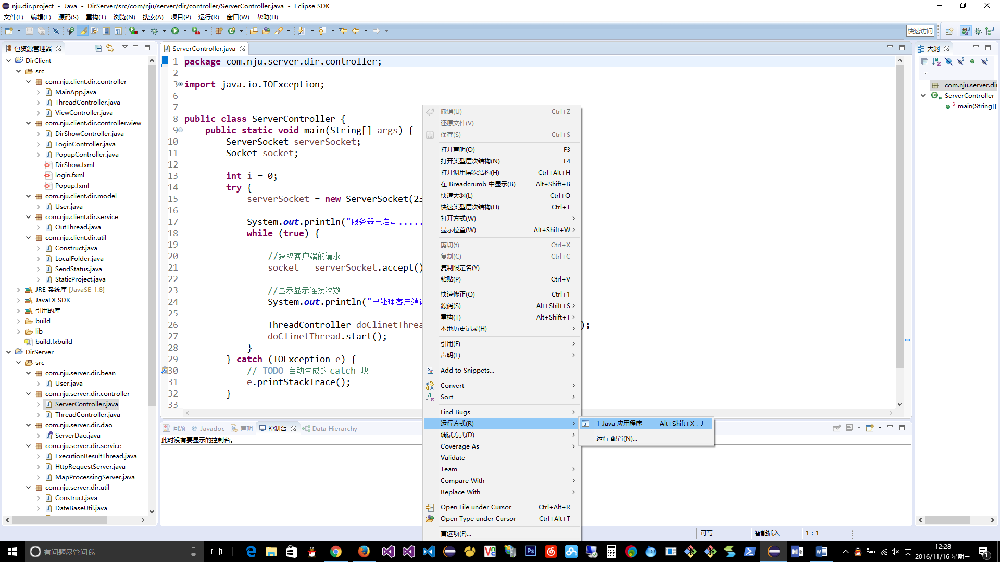 nju.dir.project - Java - DirServer/src/com/nju/server/dir/controller/ServerController.java - Eclipse SDK
文件(F) 编辑(E) 源码(S) 重构(T) 浏览(N) 搜索(A) 项目(P) 运行(R) 窗口(W) 帮助(H)
快速访问
包资源管理器
DirClient
src
com.nju.client.dir.controller
MainApp.java
ThreadController.java
ViewController.java
com.nju.client.dir.controller.view
DirShowController.java
LoginController.java
PopupController.java
DirShow.fxml
login.fxml
Popup.fxml
com.nju.client.dir.model
User.java
com.nju.client.dir.service
OutThread.java
com.nju.client.dir.util
Construct.java
LocalFolder.java
SendStatus.java
StaticProject.java
JRE 系统库 [JavaSE-1.8]
JavaFX SDK
引用的库
build
lib
build.fxbuild
DirServer
src
com.nju.server.dir.bean
User.java
com.nju.server.dir.controller
ServerController.java
ThreadController.java
com.nju.server.dir.dao
ServerDao.java
com.nju.server.dir.service
ExecutionResultThread.java
HttpRequestServer.java
MapProcessingServer.java
com.nju.server.dir.util
Construct.java
DateBaseUtil.java
ServerController.java
1 package com.nju.server.dir.controller;
2
3 import java.io.IOException;
6
7
8 public class ServerController {
9 public static void main(String[] args) {
10 ServerSocket serverSocket;
11 Socket socket;
12
13 int i = 0;
14 try {
15 serverSocket = new ServerSocket(23
16
17 System.out.println("服务器已启动.....
18 while (true) {
19
20 //获取客户端的请求
21 socket = serverSocket.accept()
22
23 //显示显示连接次数
24 System.out.println("已处理客户端请
25
26 ThreadController doClinetThrea );
27 doClinetThread.start();
28 }
29 } catch (IOException e) {
30 // TODO 自动生成的 catch 块
31 e.printStackTrace();
32 }
33
撤销(U) Ctrl+Z
还原文件(V)
保存(S) Ctrl+S
打开声明(O) F3
打开类型层次结构(N) F4
打开调用层次结构(H) Ctrl+Alt+H
在 Breadcrumb 中显示(B) Alt+Shift+B
快速大纲(L) Ctrl+O
快速类型层次结构(H) Ctrl+T
打开方式(W)
显示位置(W) Alt+Shift+W
剪切(t) Ctrl+X
复制(C) Ctrl+C
复制限定名(Y)
粘贴(P) Ctrl+V
快速修正(Q) Ctrl+1
源码(S) Alt+Shift+S
重构(T) Alt+Shift+T
本地历史记录(H)
引用(F)
声明(L)
Add to Snippets...
Convert
Sort
Find Bugs
运行方式(R)
调试方式(D)
Coverage As
Validate
Team
Compare With
Replace With
Open File under Cursor Ctrl+Alt+R
Open Type under Cursor Ctrl+Alt+T
首选项(F)...
1 Java 应用程序 Alt+Shift+X, J
运行 配置(N)...
问题 @ Javadoc 声明 控制台 Data Hierarchy
此时没有要显示的控制台。
大纲
com.nju.server.di
ServerController
main(String[]
可写 智能插入 1 : 1
有问题尽管问我
英
12:28
2016/11/16 星期三
1